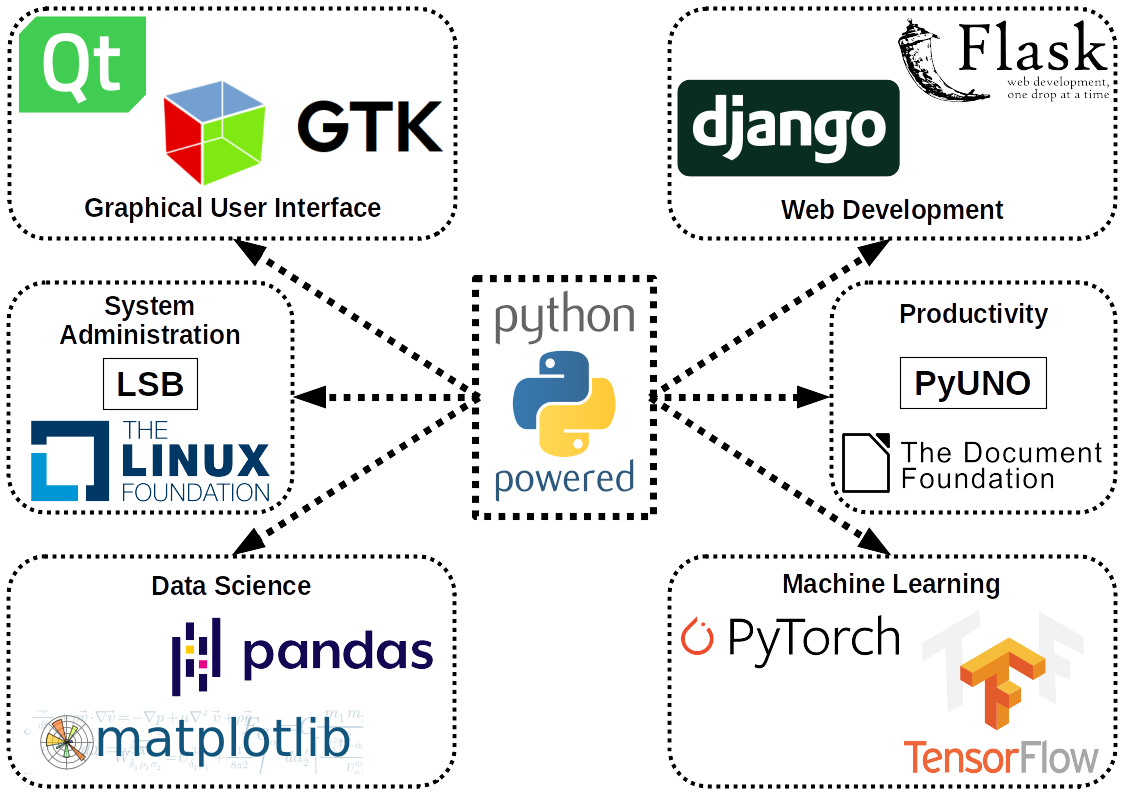 Qt
GTK
Graphical User Interface
Flask
web development,
one drop at a time
django
Web Development
System
Administration
LSB
THE
LINUX
FOUNDATION
python
powered
Productivity
PyUNO
The Document
Foundation
Data Science
pandas
matplotlib
Machine Learning
PyTorch
TF
TensorFlow